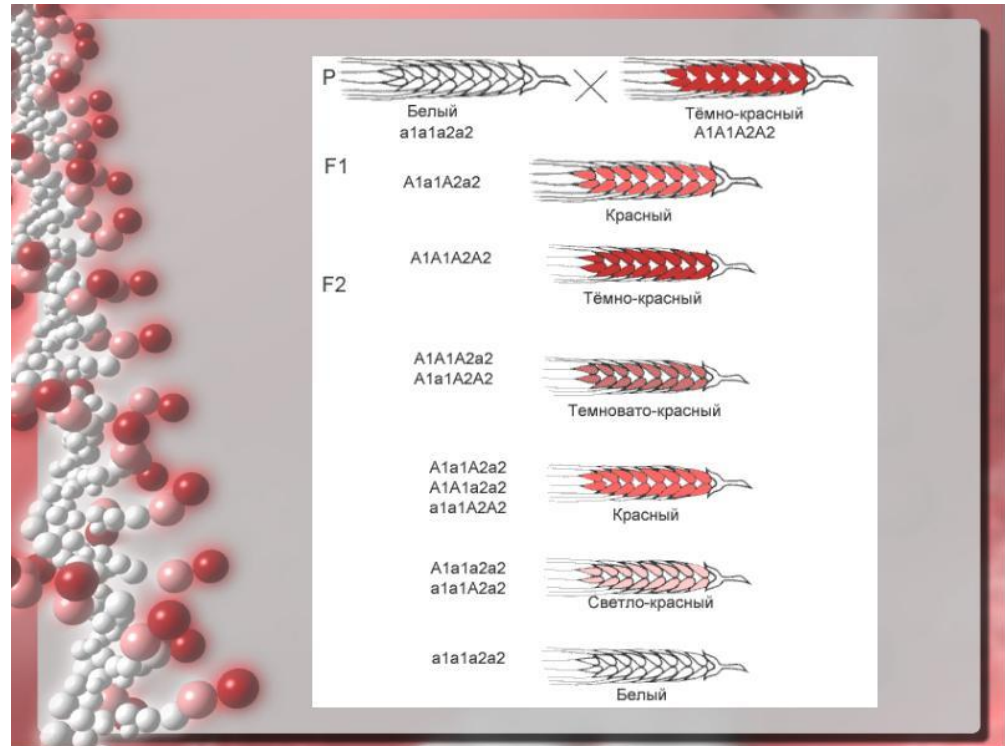 P
Белый
a1a1a2a2
Тёмно-красный
A1A1A2A2
F1
A1a1A2a2
Красный
A1A1A2A2
F2
Тёмно-красный
A1A1A2a2
A1a1A2A2
Темновато-красный
A1a1A2a2
A1A1a2a2
a1a1A2A2
Красный
A1a1a2a2
a1a1A2a2
Светло-красный
a1a1a2a2
Белый